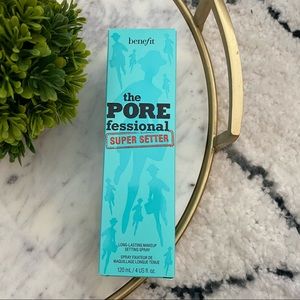 benefit
the
PORE
fessional
SUPER SETTER
LONG-LASTING MAKEUP
SETTING SPRAY
SPRAY FIXATEUR DE
MAQUILLAGE LONGUE TENUE
120 mL / 4 US fl. oz.